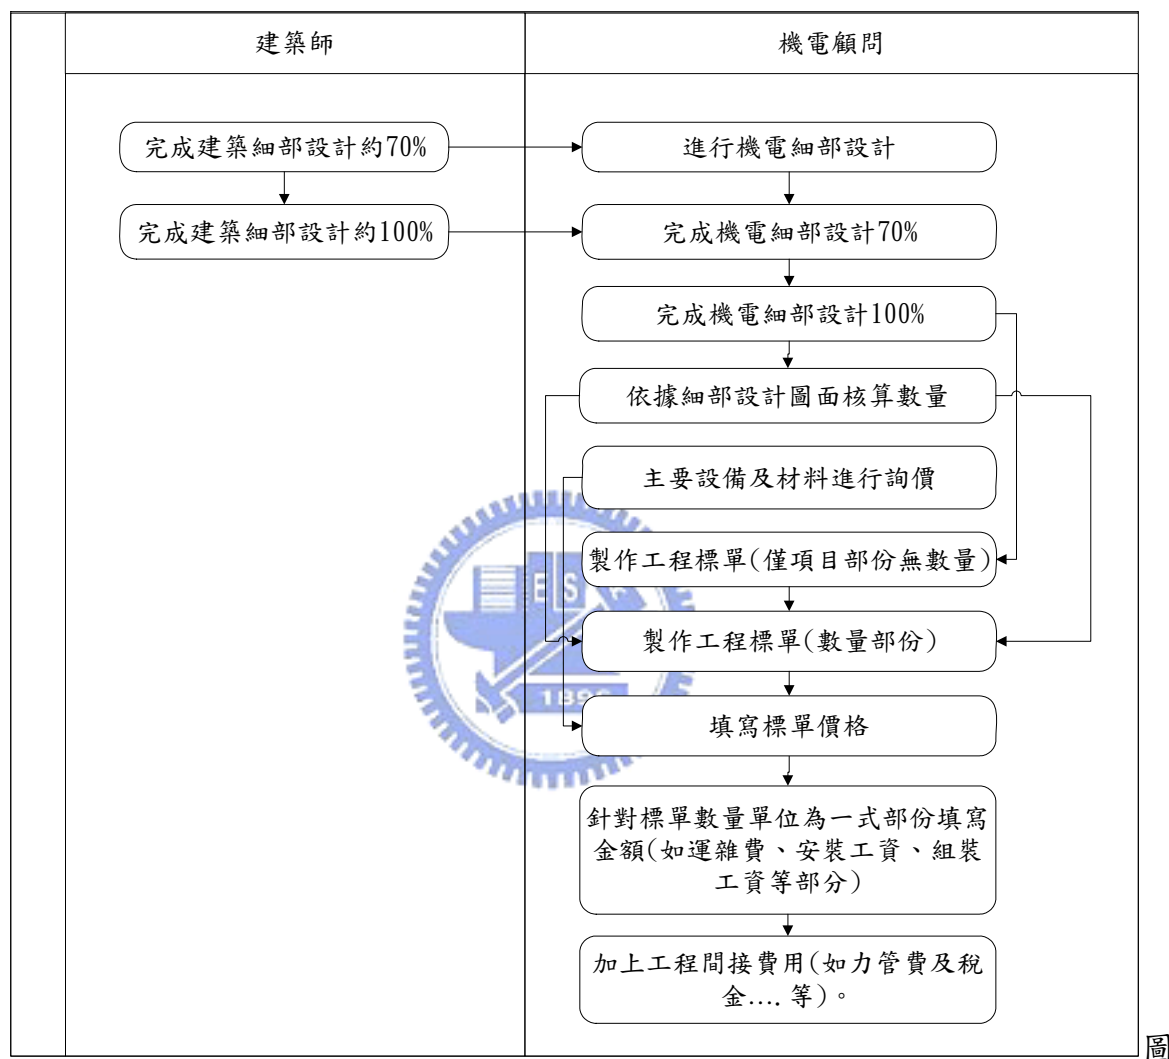 建築師
機電顧問
完成建築細部設計約70%
進行機電細部設計
完成建築細部設計約100%
完成機電細部設計70%
完成機電細部設計100%
依據細部設計圖面核算數量
主要設備及材料進行詢價
製作工程標單(僅項目部份無數量)
製作工程標單(數量部份)
填寫標單價格
針對標單數量單位為一式部份填寫
金額(如運雜費、安裝工資、組裝
工資等部分)
加上工程間接費用(如力管費及稅
金....等)。
圖